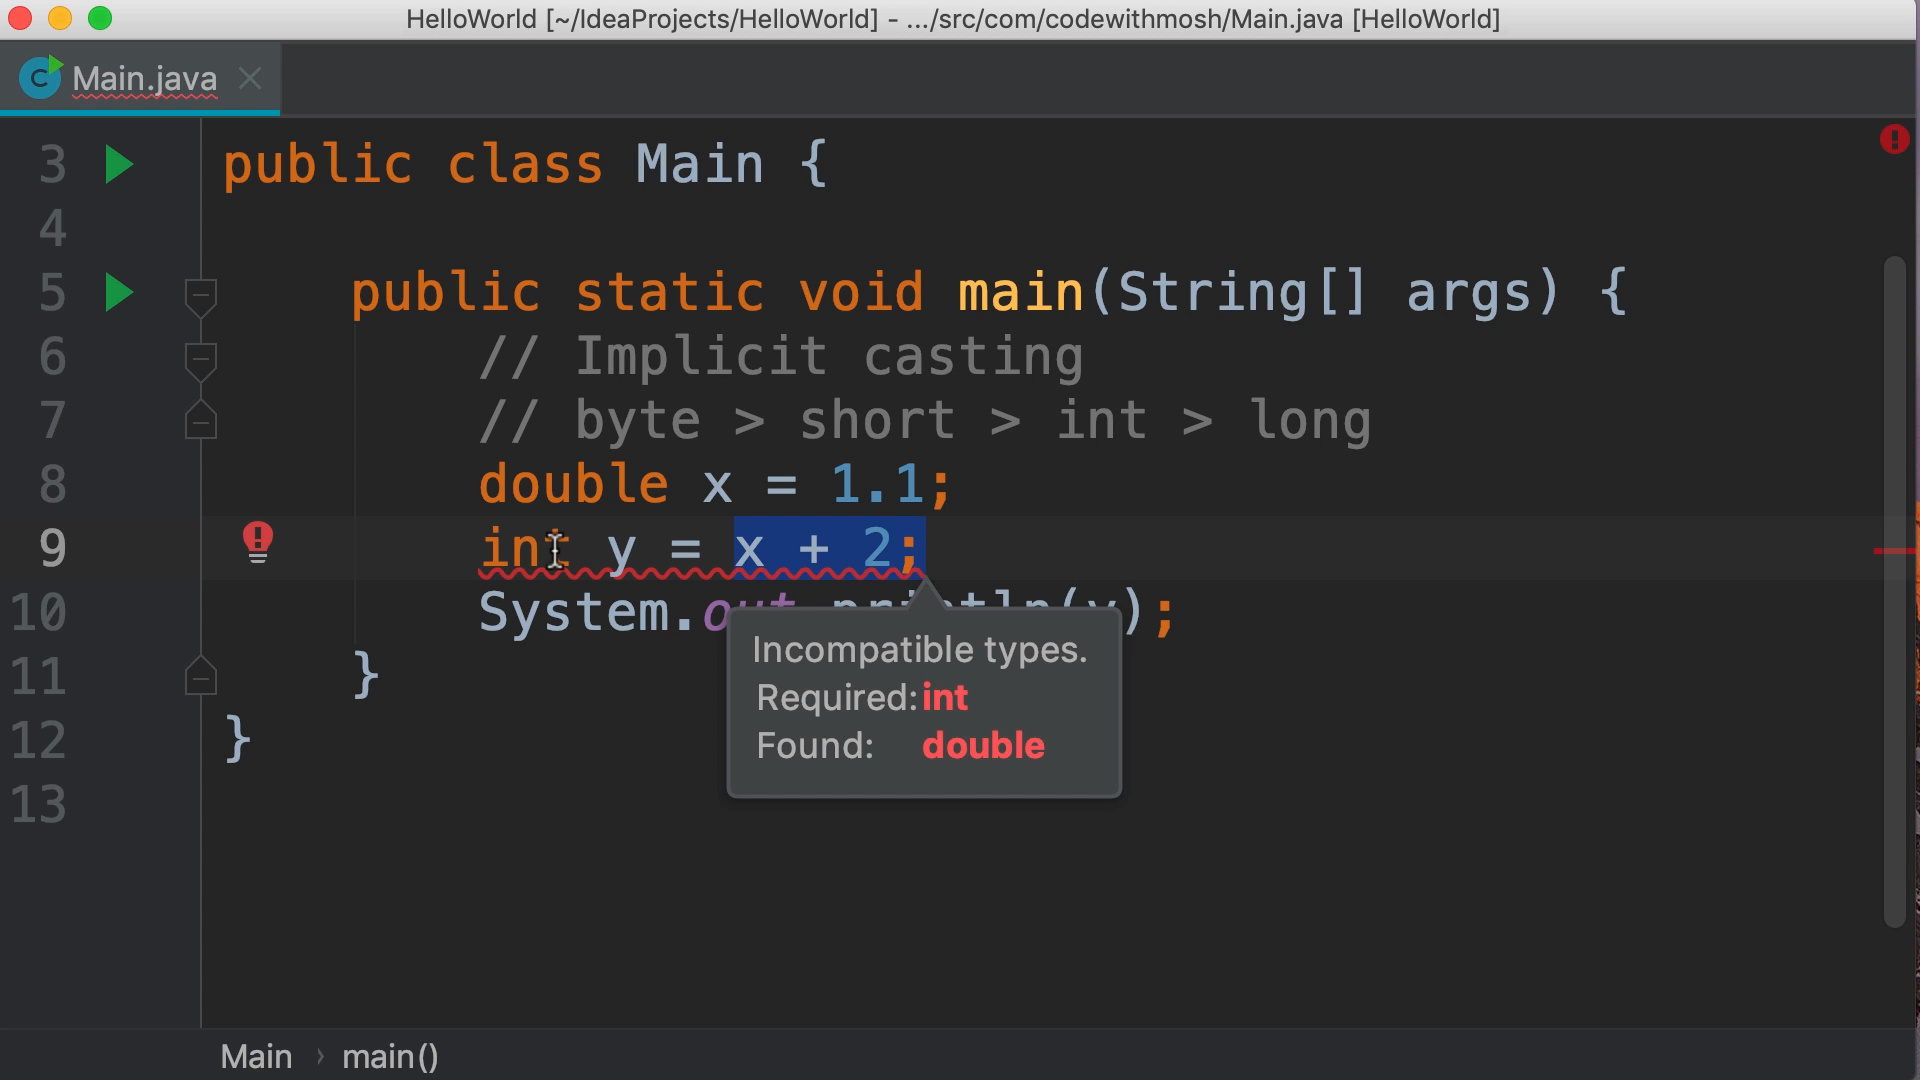 HelloWorld [~/IdeaProjects/HelloWorld] - .../src/com/codewithmosh/Main.java [HelloWorld]
Main.java
3 public class Main {
4
5 public static void main(String[] args) {
6 // Implicit casting
7 // byte > short > int > long
8 double x = 1.1;
9 int y = x + 2;
10 System.out.println(y);
Incompatible types.
Required: int
Found: double
11 }
12 }
13
Main › main()